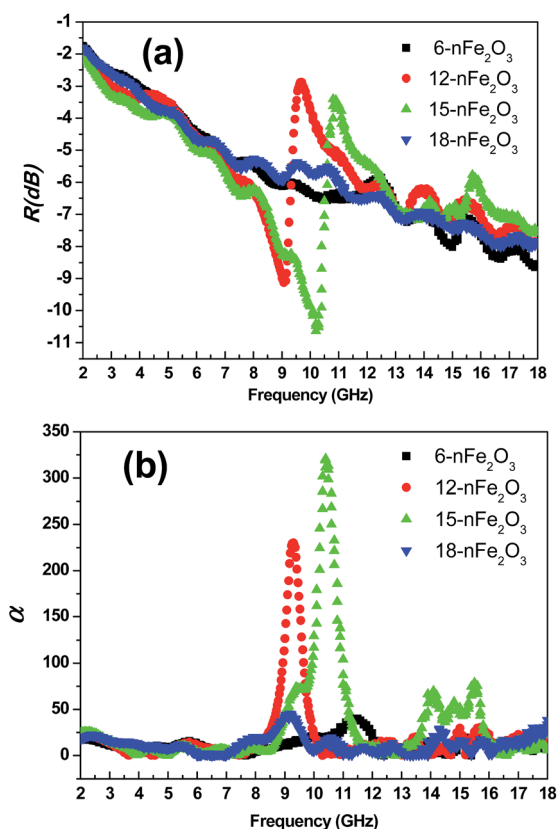 -1
-2
-3
-4
-5
-6
-7
-8
-9
-10
-11
R(dB)
(a)
6-nFe₂O₃
12-nFe₂O₃
15-nFe₂O₃
18-nFe₂O₃
2 3 4 5 6 7 8 9 10 11 12 13 14 15 16 17 18
Frequency (GHz)
350
300
250
200
150
100
50
0
α
(b)
6-nFe₂O₃
12-nFe₂O₃
15-nFe₂O₃
18-nFe₂O₃
2 3 4 5 6 7 8 9 10 11 12 13 14 15 16 17 18
Frequency (GHz)